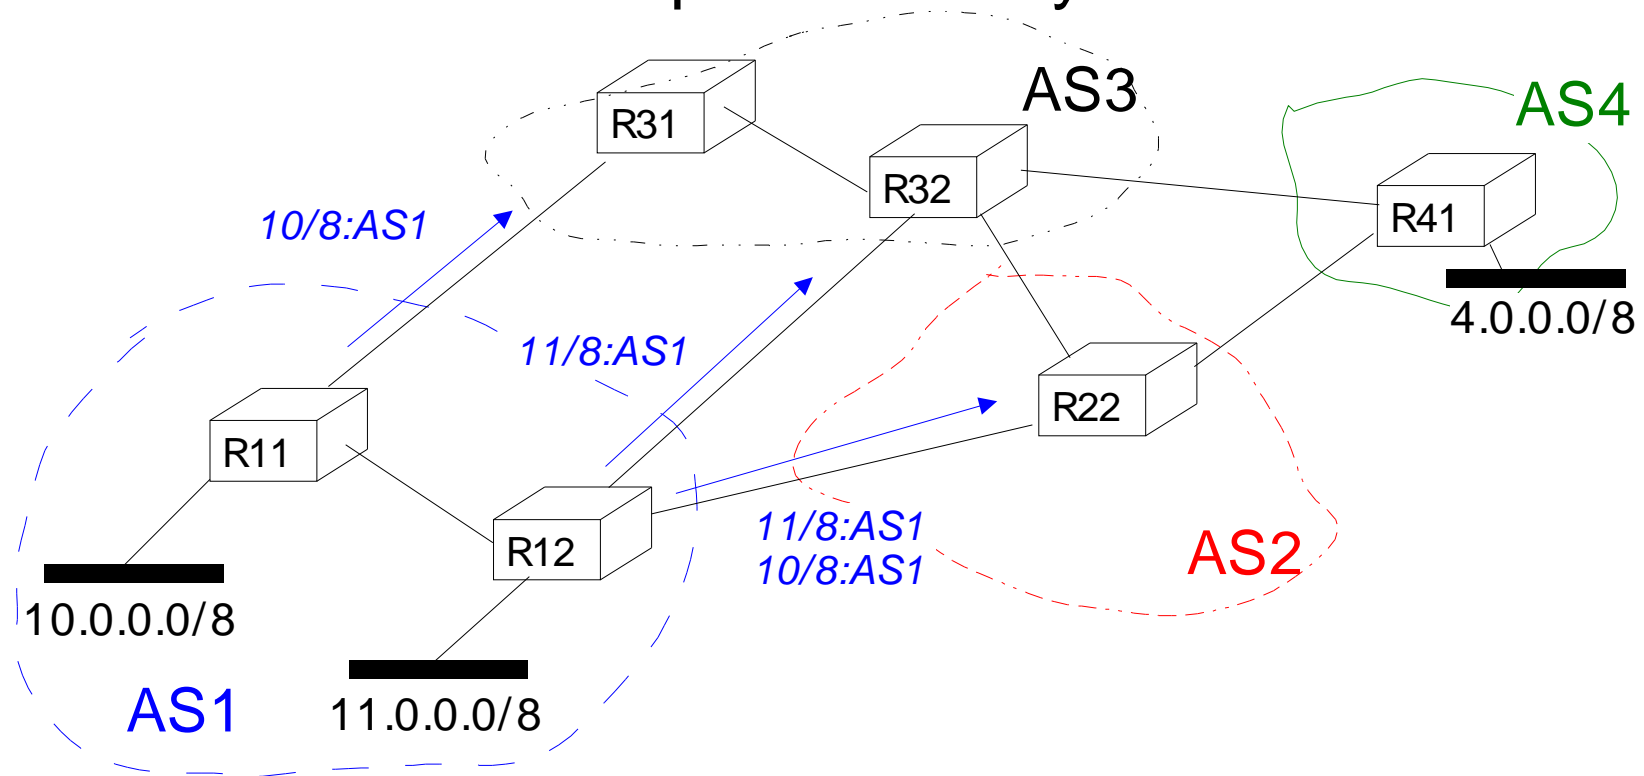 AS3
AS4
R31
R32
R41
10/8:AS1
4.0.0.0/8
11/8:AS1
R22
R11
11/8:AS1
10/8:AS1
R12
AS2
10.0.0.0/8
AS1
11.0.0.0/8